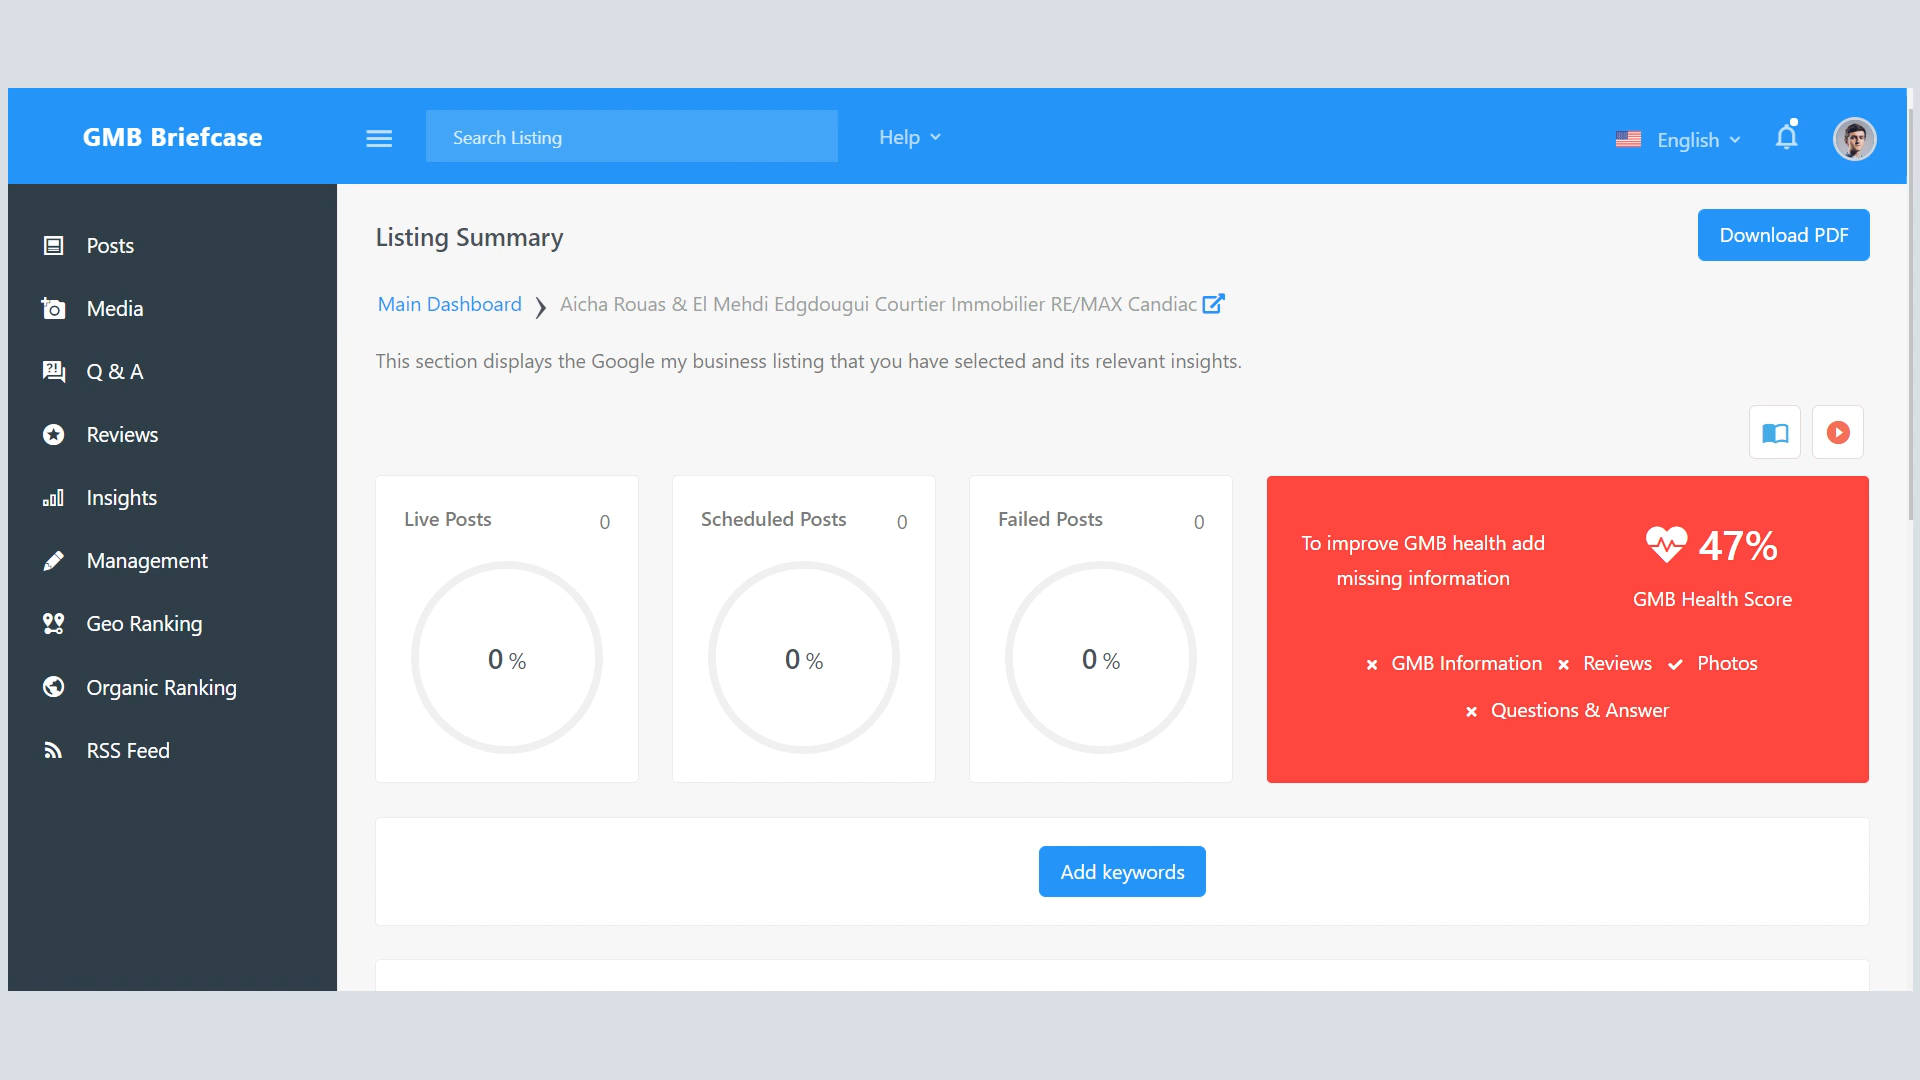 GMB Briefcase
Search Listing
Help
English
Posts
Media
Q & A
Reviews
Insights
Management
Geo Ranking
Organic Ranking
RSS Feed
Listing Summary
Download PDF
Main Dashboard
Aicha Rouas & El Mehdi Edgdougui Courtier Immobilier RE/MAX Candiac
This section displays the Google my business listing that you have selected and its relevant insights.
Live Posts 0
0 %
Scheduled Posts 0
0 %
Failed Posts 0
0 %
To improve GMB health add
missing information
47%
GMB Health Score
GMB Information Reviews Photos
Questions & Answer
Add keywords